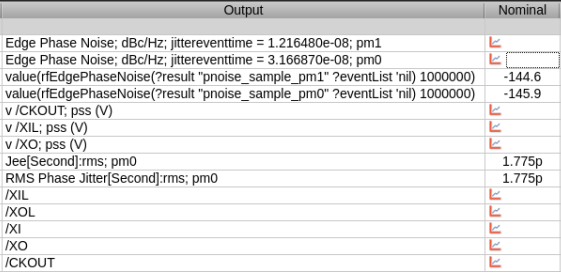 Output Nominal
Edge Phase Noise; dBc/Hz; jittereventtime = 1.216480e-08; pm1
Edge Phase Noise; dBc/Hz; jittereventtime = 3.166870e-08; pm0
value(rfEdgePhaseNoise(?result "pnoise_sample_pm1" ?eventList 'nil) 1000000) -144.6
value(rfEdgePhaseNoise(?result "pnoise_sample_pm0" ?eventList 'nil) 1000000) -145.9
v /CKOUT; pss (V)
v /XIL; pss (V)
v /XO; pss (V)
Jee[Second]:rms; pm0 1.775p
RMS Phase Jitter[Second]:rms; pm0 1.775p
/XIL
/XOL
/XI
/XO
/CKOUT